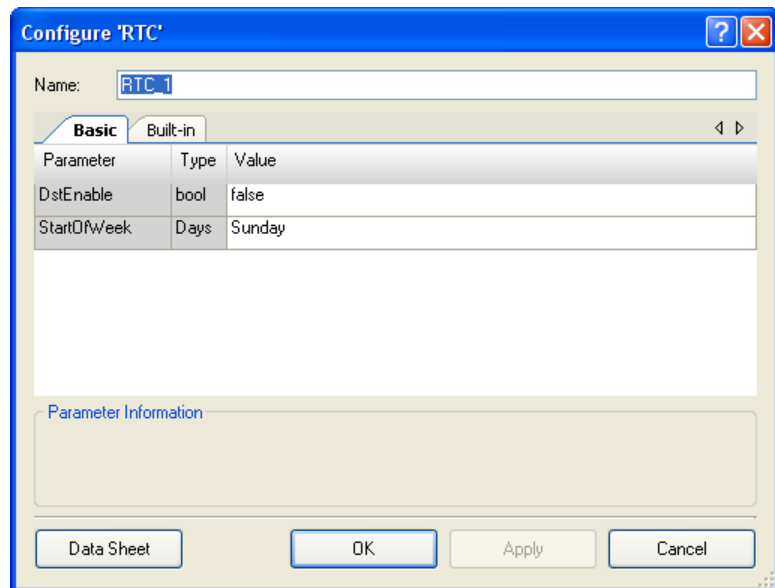 Configure 'RTC'
?
Name: RTC_1
Basic Built-in
Parameter Type Value
DstEnable bool false
StartOfWeek Days Sunday
Parameter Information
Data Sheet OK Apply Cancel